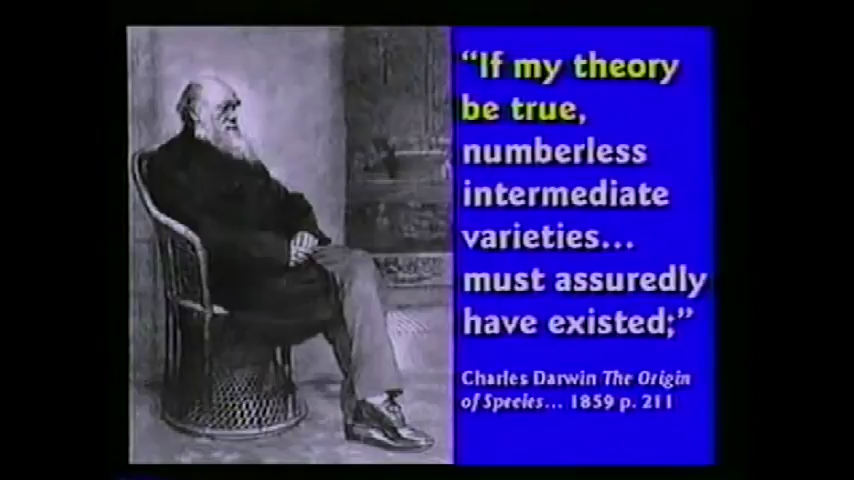 “If my theory
be true,
numberless
intermediate
varieties...
must assuredly
have existed;”
Charles Darwin The Origin
of Species... 1859 p. 211